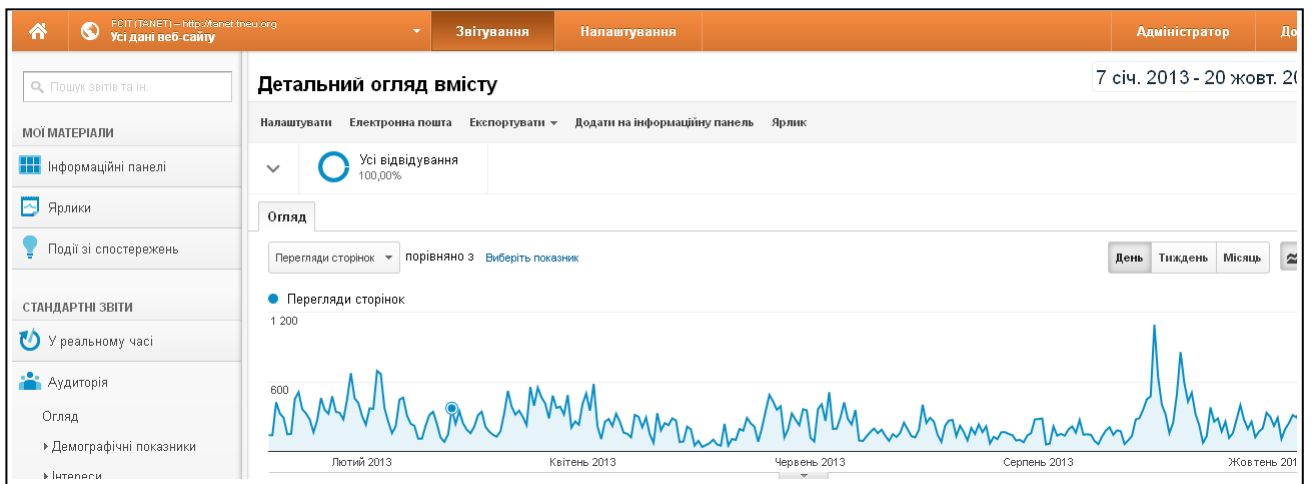 FCIT (TANET) – http://tanet.tneu.org
Усі дані веб-сайту
Звітування
Налаштування
Адміністратор
До
Пошук звітів та ін.
Детальний огляд вмісту
7 січ. 2013 - 20 жовт. 20
Налаштувати Електронна пошта Експортувати Додати на інформаційну панель Ярлик
МОЇ МАТЕРІАЛИ
Інформаційні панелі
Ярлики
Події зі спостережень
СТАНДАРТНІ ЗВІТИ
У реальному часі
Аудиторія
Огляд
Демографічні показники
Інтереси
Усі відвідування
100,00%
Огляд
Перегляди сторінок порівняно з Виберіть показник
День Тиждень Місяць
Перегляди сторінок
1 200
600
Лютий 2013 Квітень 2013 Червень 2013 Серпень 2013 Жовтень 201